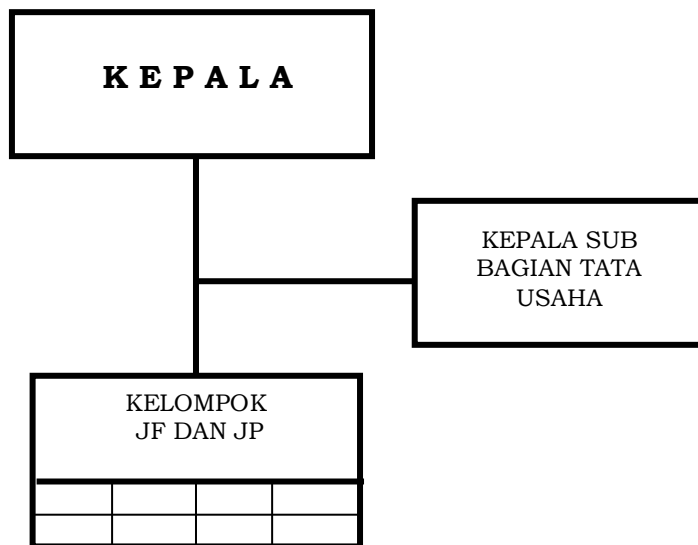 K E P A L A
KEPALA SUB
BAGIAN TATA
USAHA
KELOMPOK
JF DAN JP